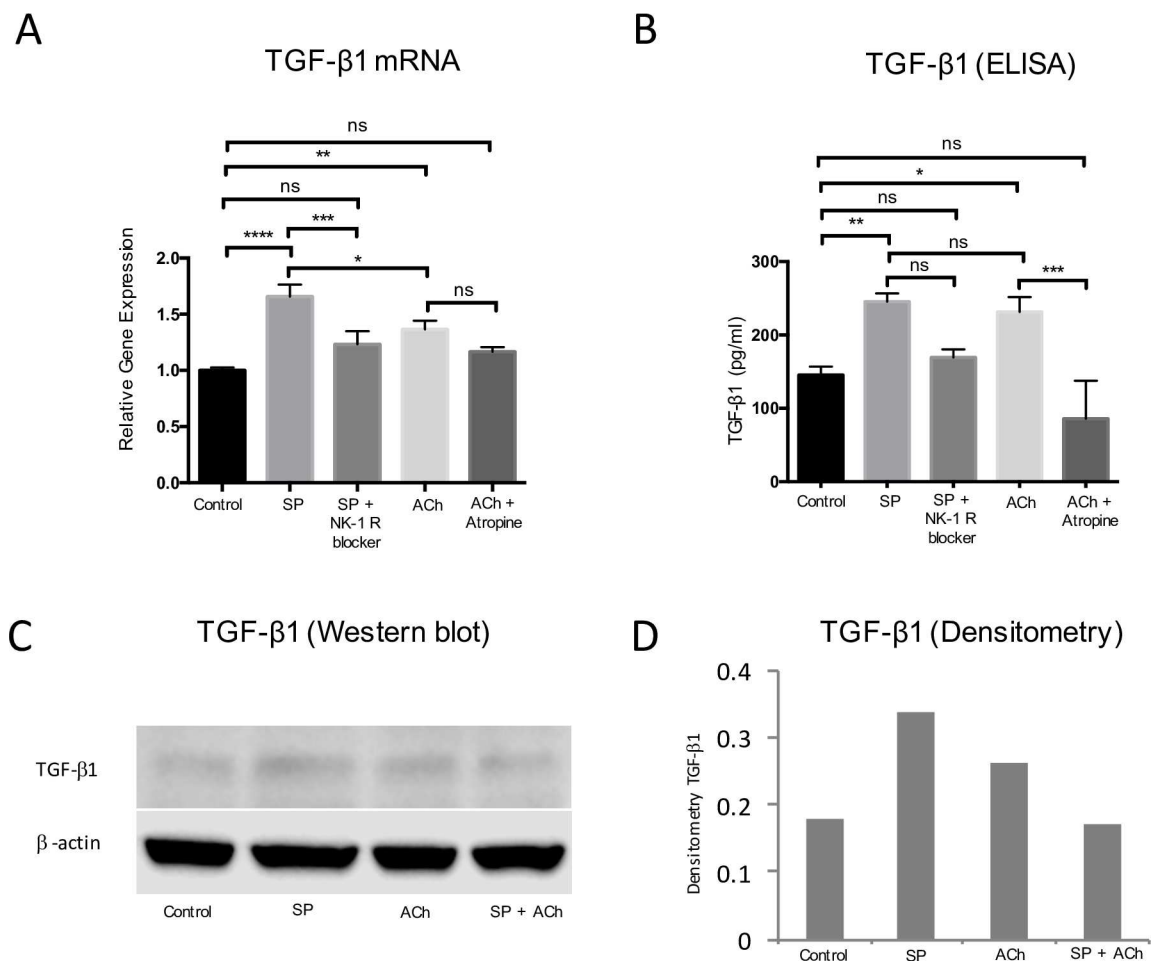 A
TGF-β1 mRNA
ns
**
ns
***
****
*
ns
2.0
1.5
1.0
0.5
0.0
Relative Gene Expression
Control
SP
SP +
NK-1 R
blocker
ACh
ACh +
Atropine
B
TGF-β1 (ELISA)
ns
*
ns
**
ns
ns
***
300
200
100
0
TGF-β1 (pg/ml)
Control
SP
SP +
NK-1 R
blocker
ACh
ACh +
Atropine
C
TGF-β1 (Western blot)
TGF-β1
β-actin
Control
SP
ACh
SP + ACh
D
TGF-β1 (Densitometry)
0.4
0.3
0.2
0.1
0
Densitometry TGF-β1
Control
SP
ACh
SP + ACh